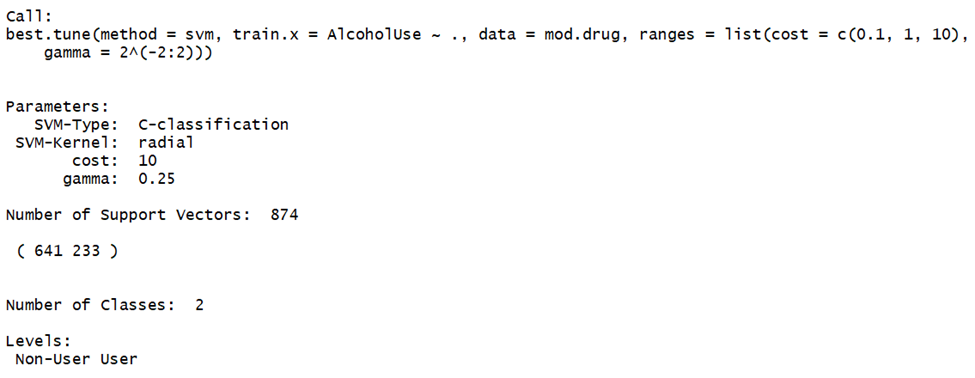 Call:
best.tune(method = svm, train.x = AlcoholUse ~ ., data = mod.drug, ranges = list(cost = c(0.1, 1, 10),
    gamma = 2^(-2:2)))
Parameters:
   SVM-Type:  C-classification
 SVM-Kernel:  radial
       cost:  10
      gamma:  0.25
Number of Support Vectors:  874
 ( 641 233 )
Number of Classes:  2
Levels:
 Non-User User